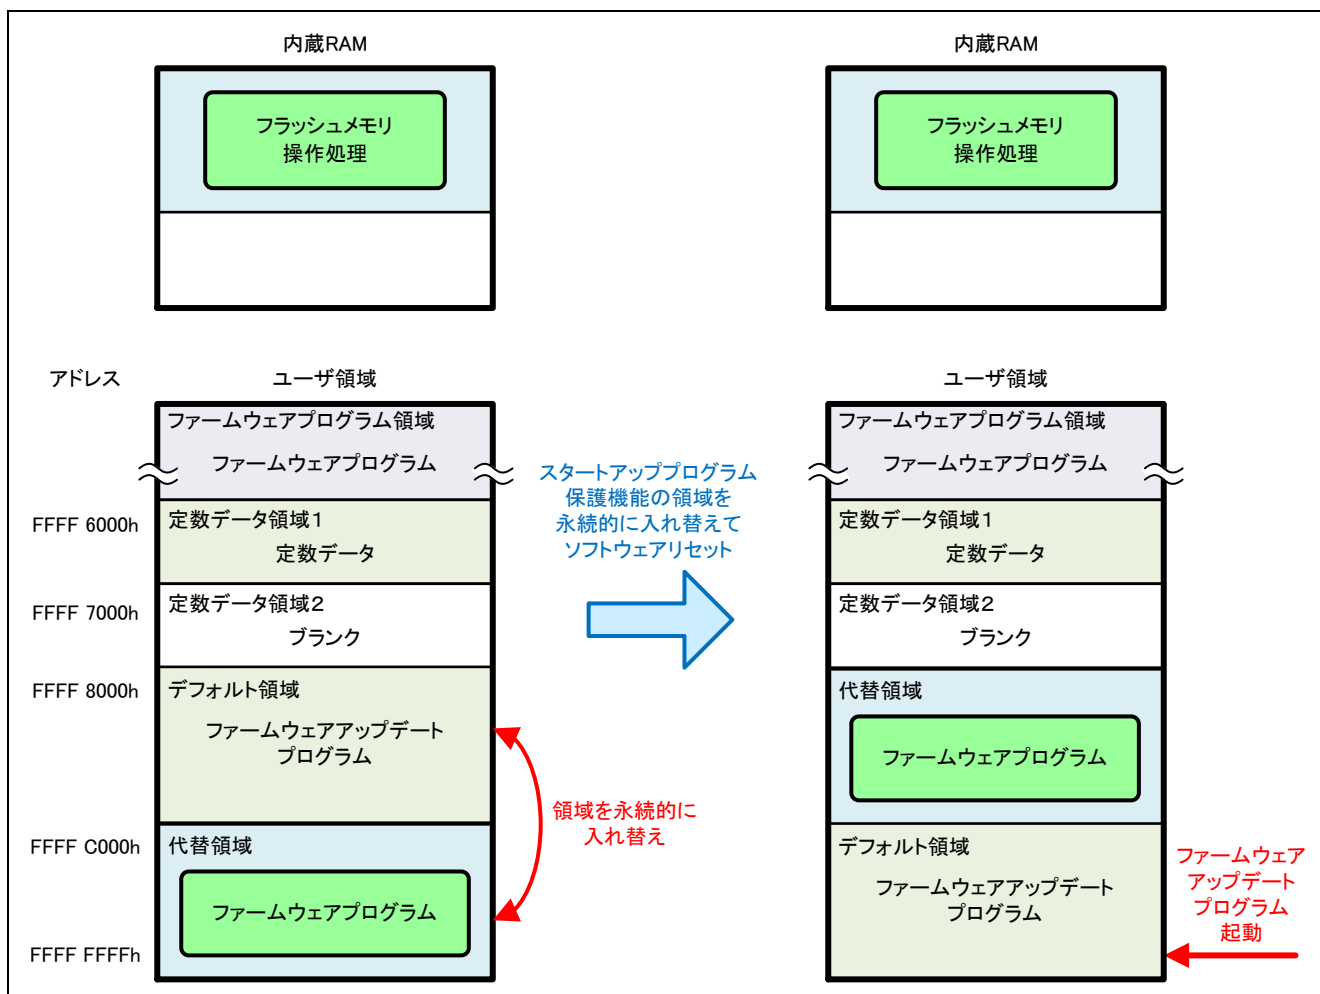 内蔵RAM
フラッシュメモリ
操作処理
内蔵RAM
フラッシュメモリ
操作処理
アドレス
ユーザ領域
ファームウェアプログラム領域
ファームウェアプログラム
FFFF 6000h
定数データ領域1
定数データ
FFFF 7000h
定数データ領域2
ブランク
FFFF 8000h
デフォルト領域
ファームウェアアップデート
プログラム
FFFF C000h
代替領域
ファームウェアプログラム
FFFF FFFFh
領域を永続的に
入れ替え
スタートアッププログラム
保護機能の領域を
永続的に入れ替えて
ソフトウェアリセット
ユーザ領域
ファームウェアプログラム領域
ファームウェアプログラム
定数データ領域1
定数データ
定数データ領域2
ブランク
代替領域
ファームウェアプログラム
デフォルト領域
ファームウェアアップデート
プログラム
ファームウェア
アップデート
プログラム
起動